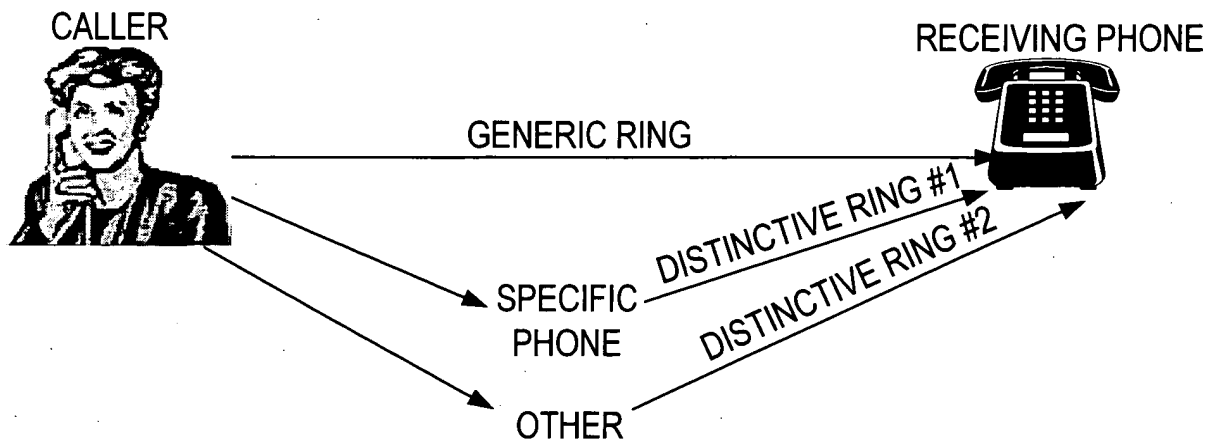 CALLER
RECEIVING PHONE
GENERIC RING
DISTINCTIVE RING #1
DISTINCTIVE RING #2
SPECIFIC
PHONE
OTHER